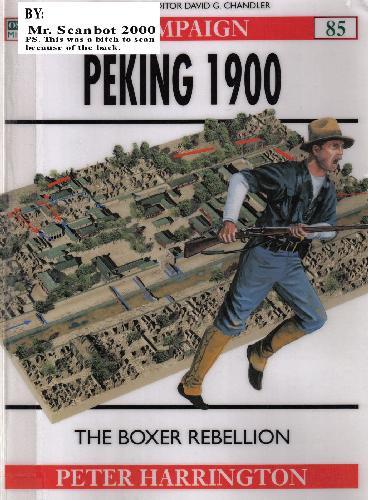 BY:
Mr. Scanbot 2000
PS. This was a bitch to scan
because of the back.
DITOR DAVID G. CHANDLER
MPAIGN
85
PEKING 1900
THE BOXER REBELLION
PETER HARRINGTON